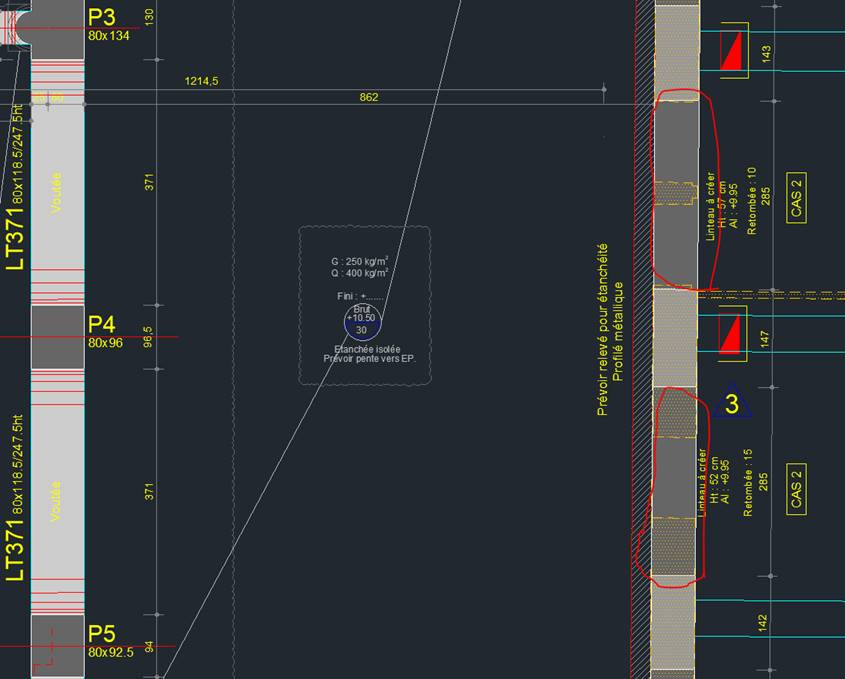 P3
80x134
130
143
1214,5
862
LT371 80x118.5/247.5ht
Voutée
371
Linteau à créer
Ht : 57 cm
Al : +9.95
Retombée : 10
285
CAS 2
G : 250 kg/m²
Q : 400 kg/m²
Fini : +.......
Brut
+10.50
30
Etanchée isolée
Prévoir pente vers EP.
Prévoir relevé pour étanchéité
Profilé métallique
P4
80x96
96,5
147
3
LT371 80x118.5/247.5ht
Voutée
371
Linteau à créer
Ht : 52 cm
Al : +9.95
Retombée : 15
285
CAS 2
P5
80x92.5
94
142